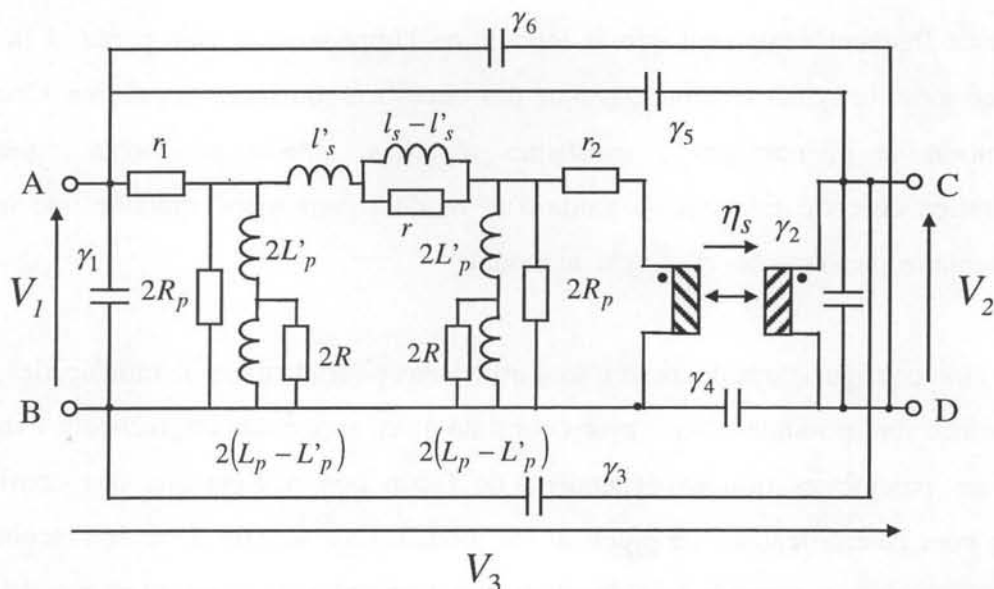 γ₆
γ₅
l'ₛ
lₛ – l'ₛ
r₁
r₂
A
C
r
ηₛ
γ₂
γ₁
2L'ₚ
2L'ₚ
V₁
2Rₚ
2Rₚ
V₂
2R
2R
γ₄
B
D
2(Lₚ – L'ₚ)
2(Lₚ – L'ₚ)
γ₃
V₃